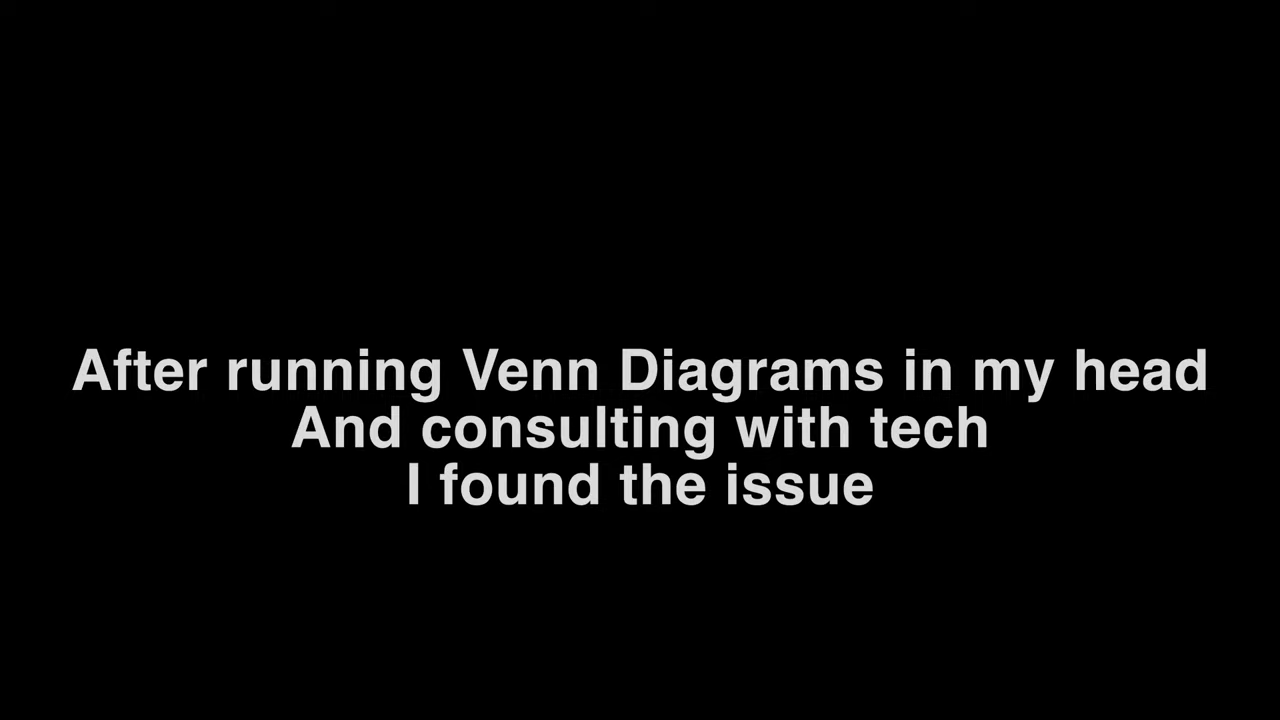 After running Venn Diagrams in my head
And consulting with tech
I found the issue